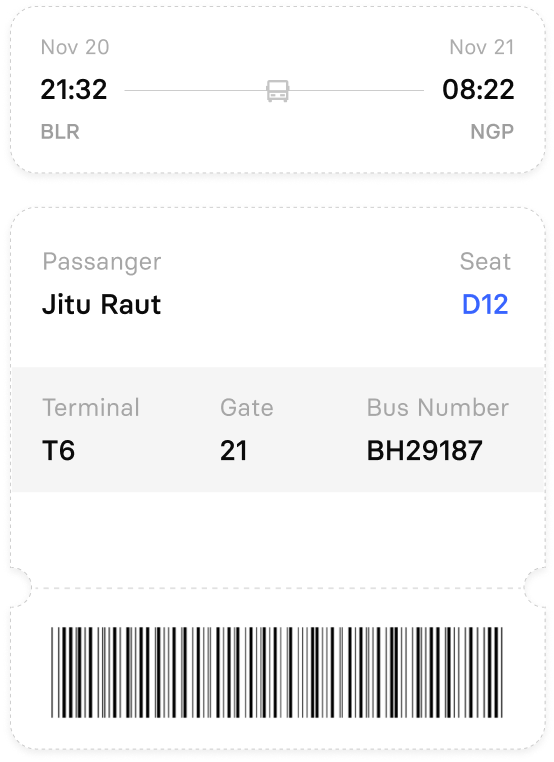 Nov 20 Nov 21
21:32 08:22
BLR NGP
Passanger Seat
Jitu Raut D12
Terminal Gate Bus Number
T6 21 BH29187